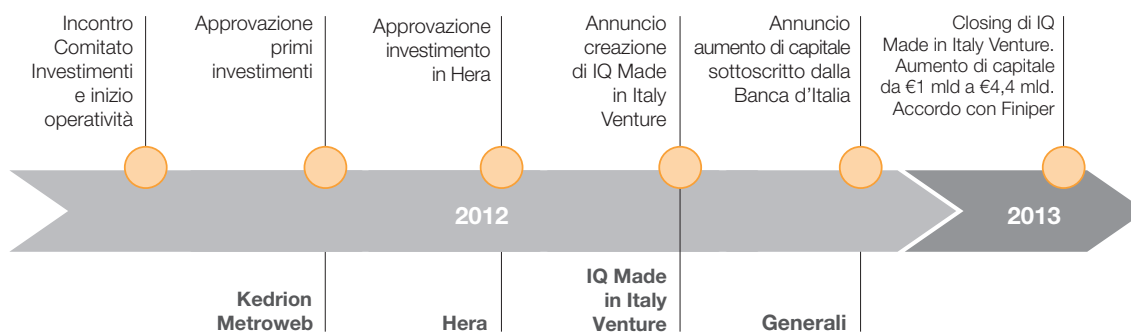 Incontro
Comitato
Investimenti
e inizio
operatività
Approvazione
primi
investimenti
Approvazione
investimento
in Hera
Annuncio
creazione
di IQ Made
in Italy
Venture
Annuncio
aumento di capitale
sottoscritto dalla
Banca d'Italia
Closing di IQ
Made in Italy Venture.
Aumento di capitale
da €1 mld a €4,4 mld.
Accordo con Finiper
2012
2013
Kedrion
Metroweb
Hera
IQ Made
in Italy
Venture
Generali